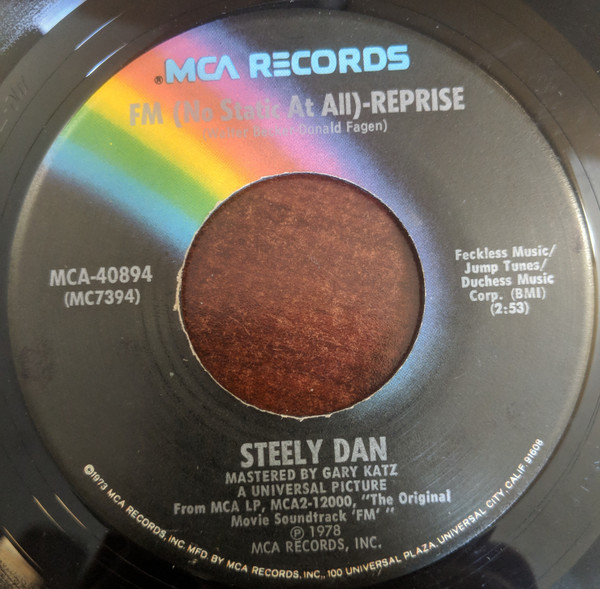 ®MCA RECORDS
FM (No Static At All)-REPRISE
(Walter Becker-Donald Fagen)
MCA-40894
(MC7394)
Feckless Music/
Jump Tunes/
Duchess Music
Corp. (BMI)
(2:53)
STEELY DAN
MASTERED BY GARY KATZ
A UNIVERSAL PICTURE
From MCA LP, MCA2-12000, "The Original
Movie Soundtrack 'FM' "
℗ 1978
MCA RECORDS, INC.
©1973 MCA RECORDS, INC. MFD. BY MCA RECORDS, INC., 100 UNIVERSAL PLAZA, UNIVERSAL CITY, CALIF. 91608